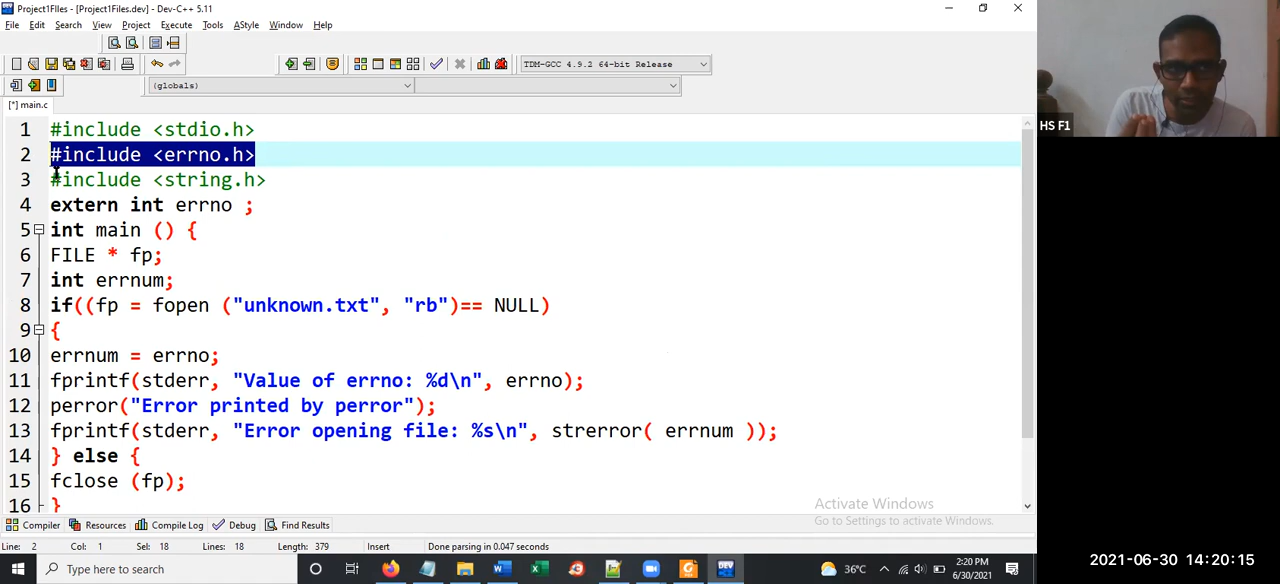 Project1FIles - [Project1Files.dev] - Dev-C++ 5.11
File Edit Search View Project Execute Tools AStyle Window Help
TDM-GCC 4.9.2 64-bit Release
(globals)
[*] main.c
1 #include <stdio.h>
2 #include <errno.h>
3 #include <string.h>
4 extern int errno ;
5 int main () {
6 FILE * fp;
7 int errnum;
8 if((fp = fopen ("unknown.txt", "rb")== NULL)
9 {
10 errnum = errno;
11 fprintf(stderr, "Value of errno: %d\n", errno);
12 perror("Error printed by perror");
13 fprintf(stderr, "Error opening file: %s\n", strerror( errnum ));
14 } else {
15 fclose (fp);
16 }
HS F1
Activate Windows
Go to Settings to activate Windows.
Compiler Resources Compile Log Debug Find Results
Line: 2 Col: 1 Sel: 18 Lines: 18 Length: 379 Insert Done parsing in 0.047 seconds
Type here to search
DEV
36°C
2:20 PM
6/30/2021
2021-06-30 14:20:15